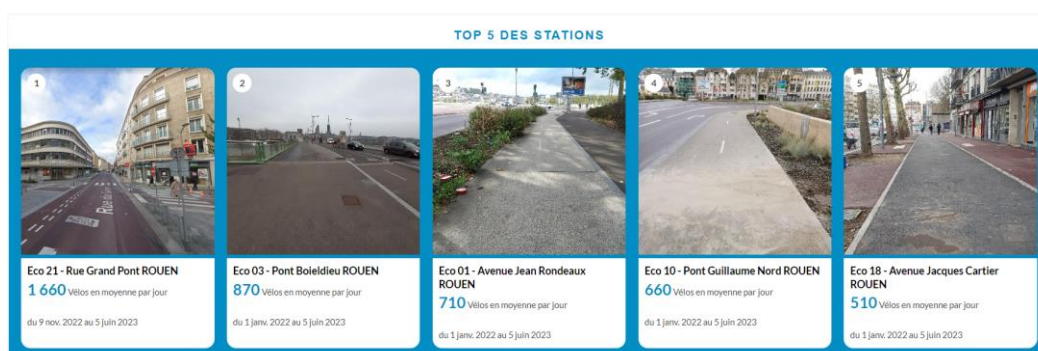 TOP 5 DES STATIONS
1
Eco 21 - Rue Grand Pont ROUEN
1 660 Vélos en moyenne par jour
du 9 nov. 2022 au 5 juin 2023
2
Eco 03 - Pont Boieldieu ROUEN
870 Vélos en moyenne par jour
du 1 janv. 2022 au 5 juin 2023
3
Eco 01 - Avenue Jean Rondeaux
ROUEN
710 Vélos en moyenne par jour
du 1 janv. 2022 au 5 juin 2023
4
Eco 10 - Pont Guillaume Nord ROUEN
660 Vélos en moyenne par jour
du 1 janv. 2022 au 5 juin 2023
5
Eco 18 - Avenue Jacques Cartier
ROUEN
510 Vélos en moyenne par jour
du 1 janv. 2022 au 5 juin 2023